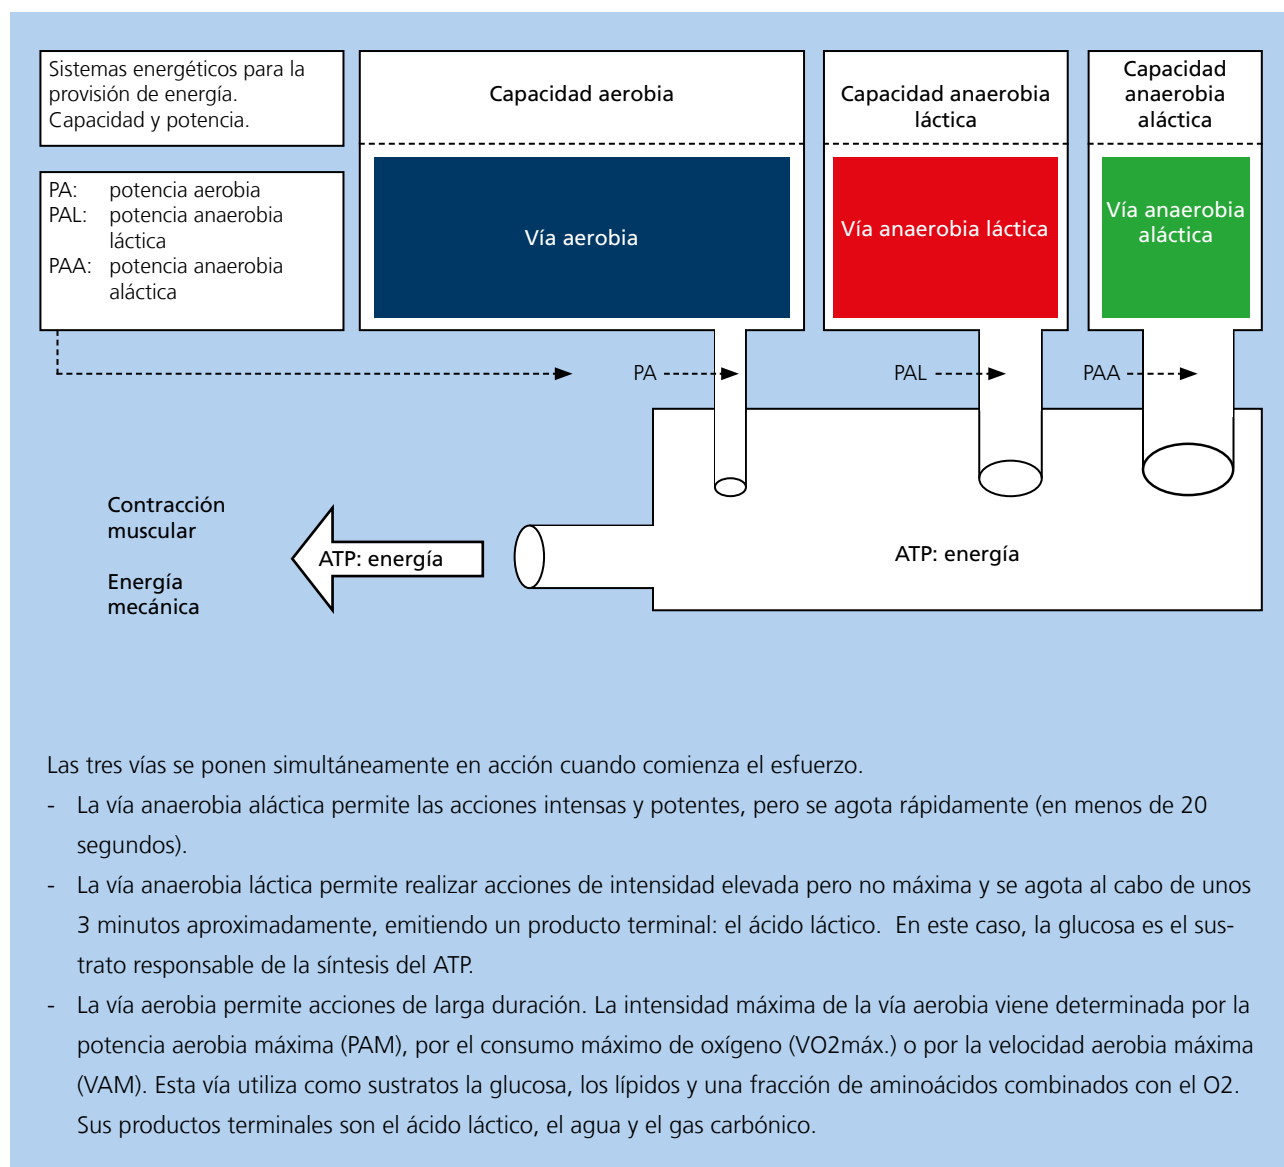 Sistemas energéticos para la
provisión de energía.
Capacidad y potencia.
PA: potencia aerobia
PAL: potencia anaerobia
láctica
PAA: potencia anaerobia
aláctica
Capacidad aerobia
Vía aerobia
Capacidad anaerobia
láctica
Vía anaerobia láctica
Capacidad
anaerobia
aláctica
Vía anaerobia
aláctica
PA
PAL
PAA
Contracción
muscular
Energía
mecánica
ATP: energía
ATP: energía
Las tres vías se ponen simultáneamente en acción cuando comienza el esfuerzo.
- La vía anaerobia aláctica permite las acciones intensas y potentes, pero se agota rápidamente (en menos de 20
segundos).
- La vía anaerobia láctica permite realizar acciones de intensidad elevada pero no máxima y se agota al cabo de unos
3 minutos aproximadamente, emitiendo un producto terminal: el ácido láctico. En este caso, la glucosa es el sus-
trato responsable de la síntesis del ATP.
- La vía aerobia permite acciones de larga duración. La intensidad máxima de la vía aerobia viene determinada por la
potencia aerobia máxima (PAM), por el consumo máximo de oxígeno (VO2máx.) o por la velocidad aerobia máxima
(VAM). Esta vía utiliza como sustratos la glucosa, los lípidos y una fracción de aminoácidos combinados con el O2.
Sus productos terminales son el ácido láctico, el agua y el gas carbónico.